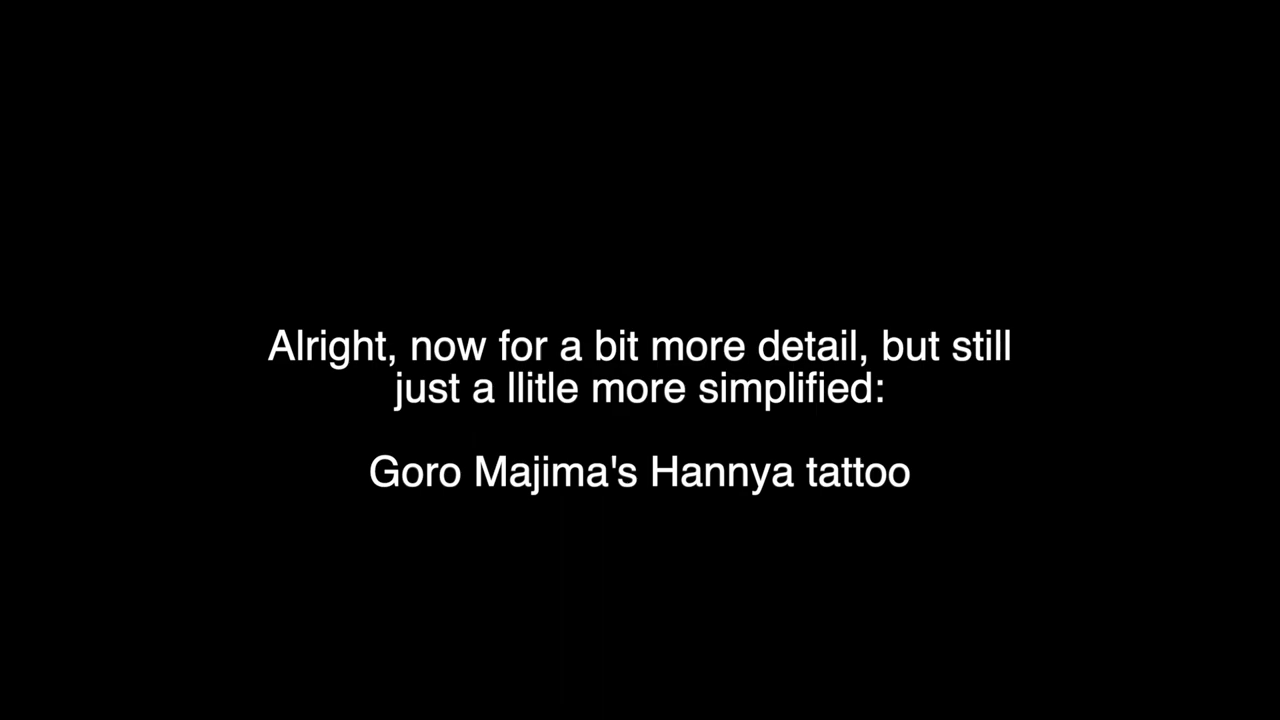 Alright, now for a bit more detail, but still
just a llitle more simplified:
Goro Majima's Hannya tattoo